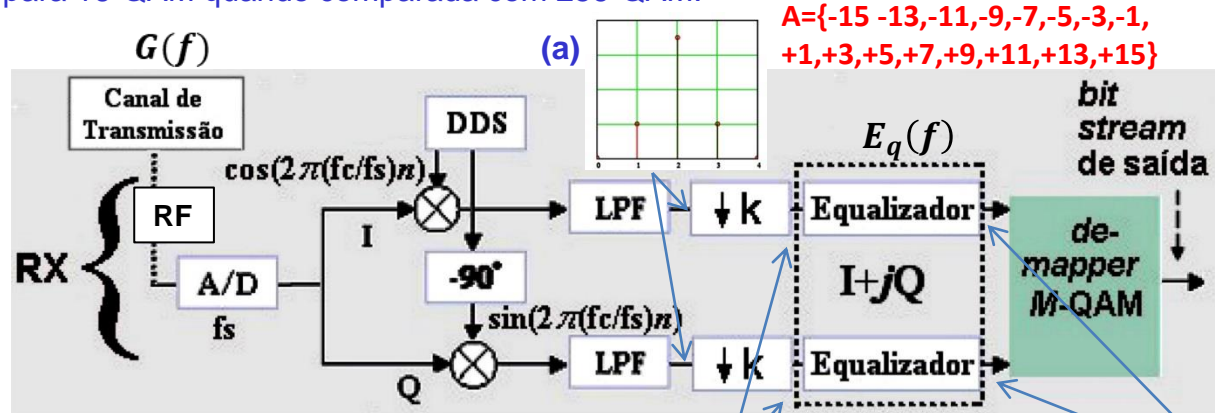 para 16-QAM quando comparada com 256-QAM.
A={-15 -13,-11,-9,-7,-5,-3,-1,
+1,+3,+5,+7,+9,+11,+13,+15}
G(f)
(a)
0 1 2 3 4
Canal de
Transmissão
DDS
E_q(f)
bit
stream
de saída
cos(2π(fc/fs)n)
RX
RF
I
LPF
↓k
Equalizador
A/D
fs
-90°
I+jQ
de-
mapper
M-QAM
sin(2π(fc/fs)n)
Q
LPF
↓k
Equalizador